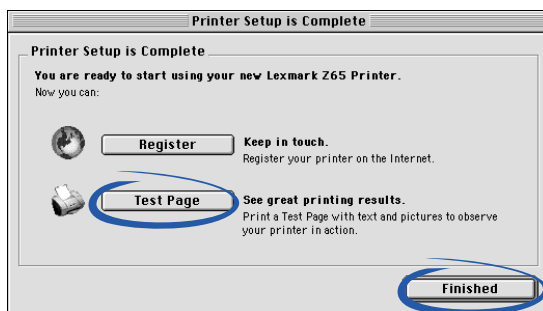 Printer Setup is Complete
Printer Setup is Complete
You are ready to start using your new Lexmark Z65 Printer.
Now you can:
Register
Keep in touch.
Register your printer on the Internet.
Test Page
See great printing results.
Print a Test Page with text and pictures to observe
your printer in action.
Finished